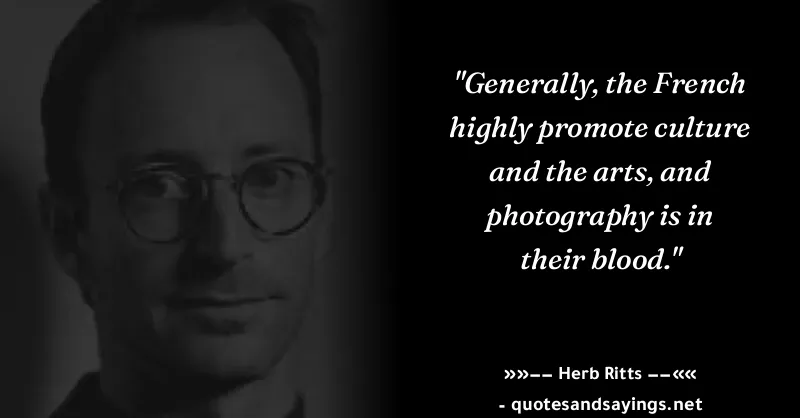 "Generally, the French
highly promote culture
and the arts, and
photography is in
their blood."
»»–– Herb Ritts ––««
- quotesandsayings.net